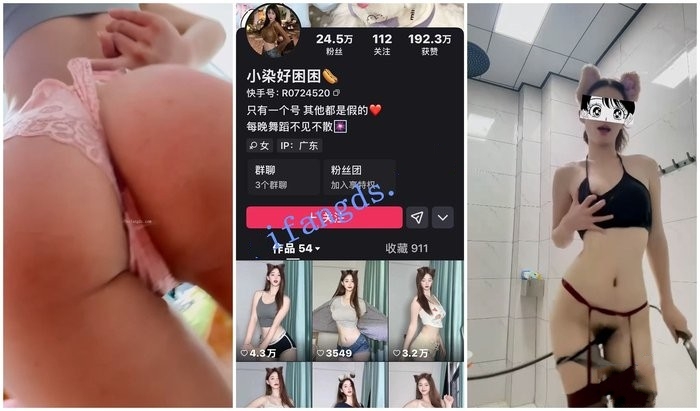 24.5万
112
192.3万
粉丝
关注
获赞
小染好困困🌭
快手号：R0724520
只有一个号 其他都是假的❤️
每晚舞蹈不见不散🎆
女
IP：广东
群聊
3个群聊
粉丝团
加入享特权
ifangds.
作品 54
收藏 911
4.3万
3549
3.2万